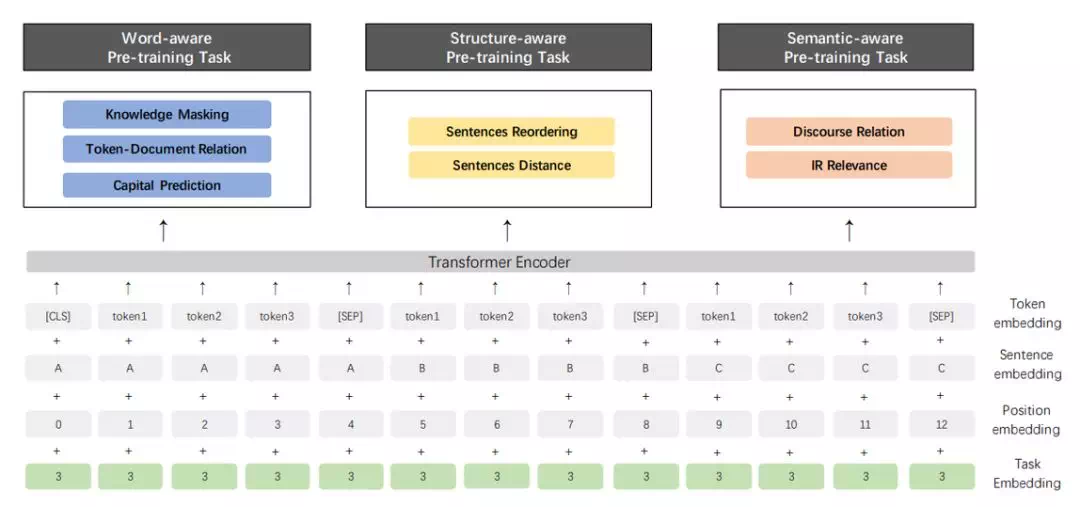 Word-aware
Pre-training Task
Structure-aware
Pre-training Task
Semantic-aware
Pre-training Task
Knowledge Masking
Token-Document Relation
Capital Prediction
Sentences Reordering
Sentences Distance
Discourse Relation
IR Relevance
↑ ↑ ↑
Transformer Encoder
↑ ↑ ↑ ↑ ↑ ↑ ↑ ↑ ↑ ↑ ↑ ↑ ↑
[CLS] token1 token2 token3 [SEP] token1 token2 token3 [SEP] token1 token2 token3 [SEP]
Token
embedding
+ + + + + + + + + + + + +
A A A A A B B B B C C C C
Sentence
embedding
+ + + + + + + + + + + + +
0 1 2 3 4 5 6 7 8 9 10 11 12
Position
embedding
+ + + + + + + + + + + + +
3 3 3 3 3 3 3 3 3 3 3 3 3
Task
Embedding